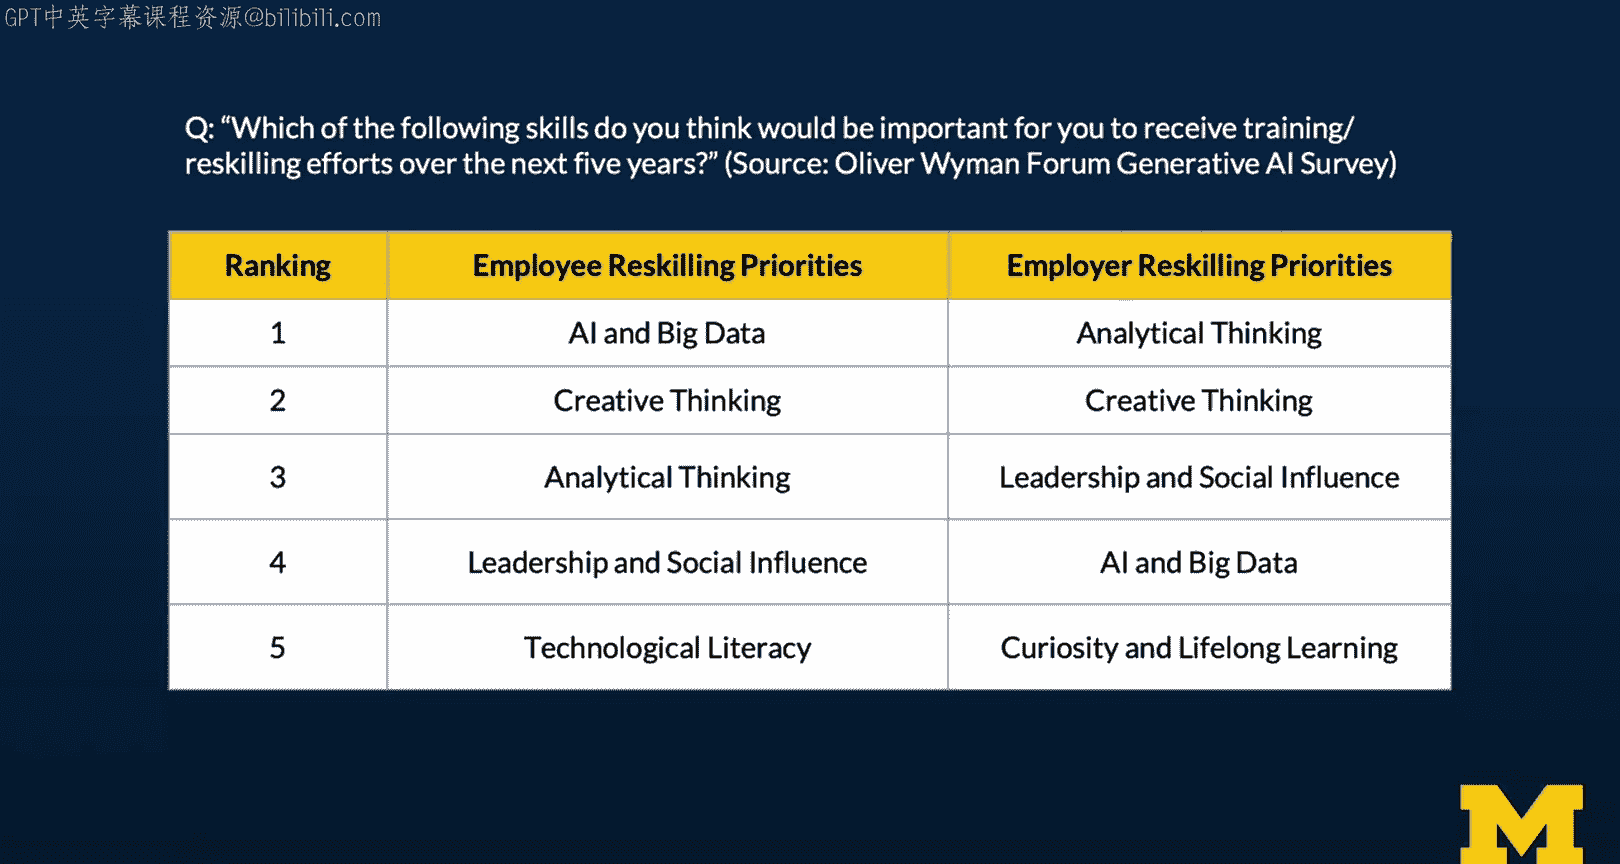 GPT中英字幕课程资源@bilibili.com
Q: “Which of the following skills do you think would be important for you to receive training/
reskilling efforts over the next five years?” (Source: Oliver Wyman Forum Generative AI Survey)
Ranking Employee Reskilling Priorities Employer Reskilling Priorities
1 AI and Big Data Analytical Thinking
2 Creative Thinking Creative Thinking
3 Analytical Thinking Leadership and Social Influence
4 Leadership and Social Influence AI and Big Data
5 Technological Literacy Curiosity and Lifelong Learning
M